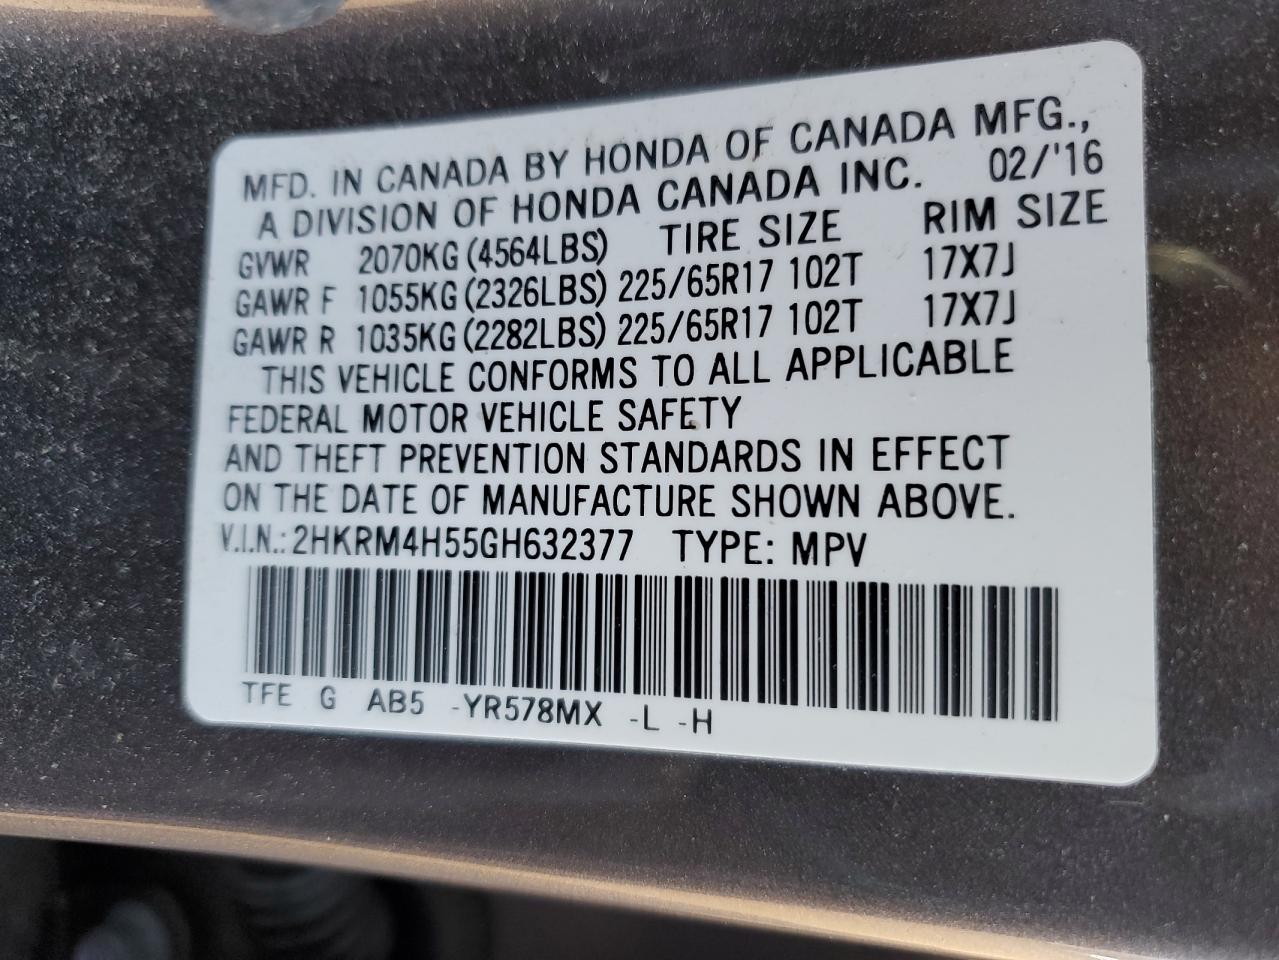 MFD. IN CANADA BY HONDA OF CANADA MFG.,
A DIVISION OF HONDA CANADA INC. 02/'16
GVWR 2070KG (4564LBS) TIRE SIZE RIM SIZE
GAWR F 1055KG (2326LBS) 225/65R17 102T 17X7J
GAWR R 1035KG (2282LBS) 225/65R17 102T 17X7J
THIS VEHICLE CONFORMS TO ALL APPLICABLE
FEDERAL MOTOR VEHICLE SAFETY
AND THEFT PREVENTION STANDARDS IN EFFECT
ON THE DATE OF MANUFACTURE SHOWN ABOVE.
V.I.N.: 2HKRM4H55GH632377 TYPE: MPV
TFE G AB5 -YR578MX -L -H